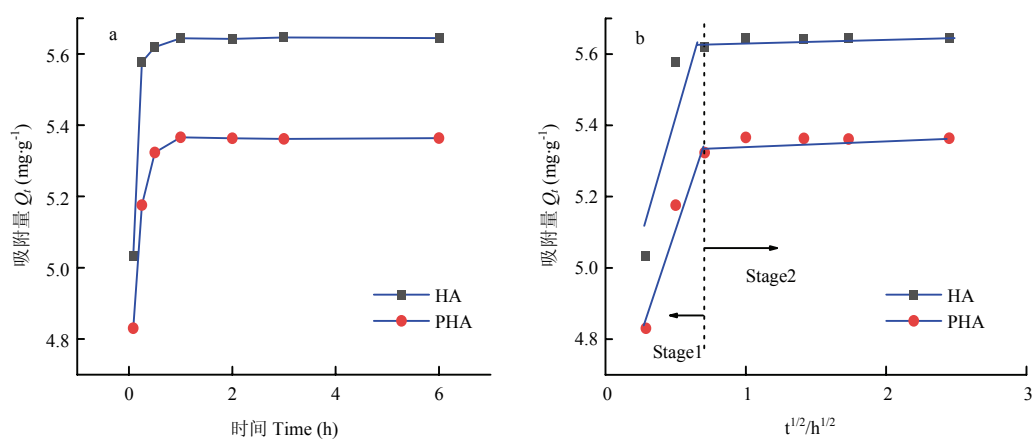 a
5.6
5.4
5.2
5.0
4.8
吸附量 Qt (mg·g-1)
HA
PHA
0
2
4
6
时间 Time (h)
b
5.6
5.4
5.2
5.0
4.8
吸附量 Qt (mg·g-1)
Stage2
Stage1
HA
PHA
0
1
2
3
t1/2/h1/2